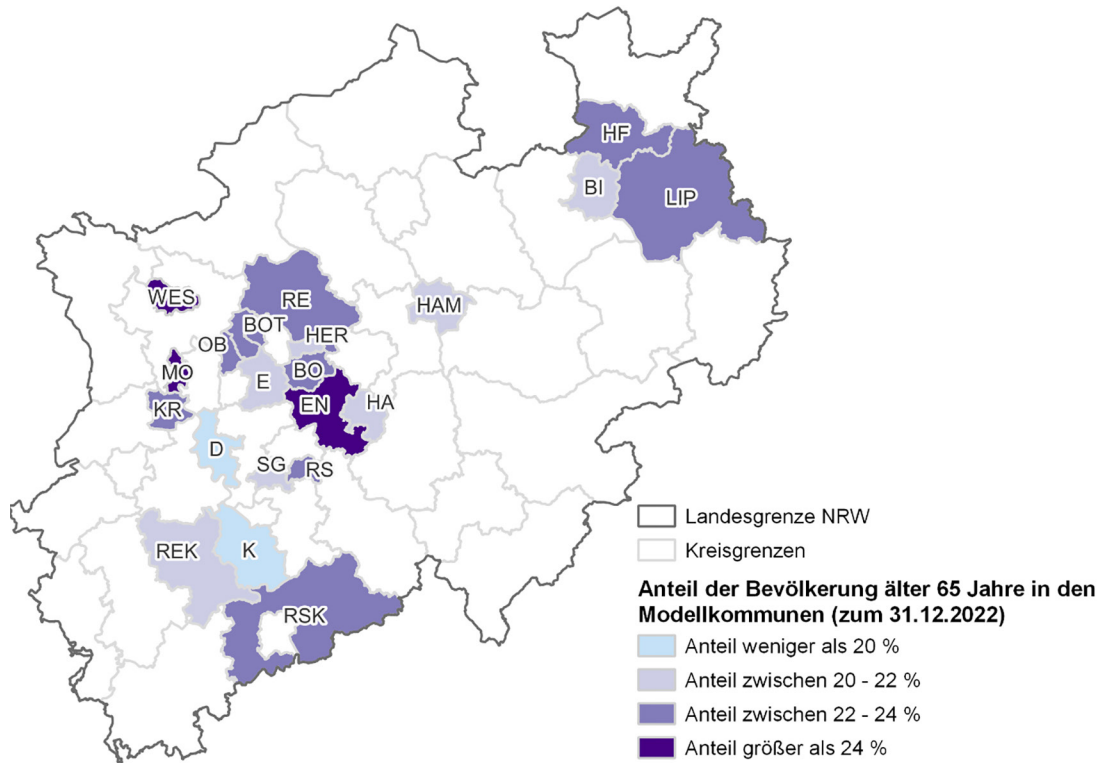 HF
BI
LIP
WES
RE
HAM
BOT
HER
OB
MO
BO
E
EN
HA
KR
D
SG
RS
REK
K
RSK
Landesgrenze NRW
Kreisgrenzen
Anteil der Bevölkerung älter 65 Jahre in den
Modellkommunen (zum 31.12.2022)
Anteil weniger als 20 %
Anteil zwischen 20 - 22 %
Anteil zwischen 22 - 24 %
Anteil größer als 24 %